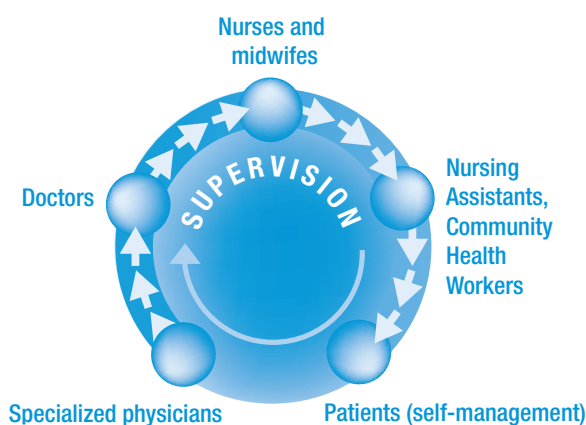 Nurses and
midwifes
Doctors
SUPERVISION
Nursing
Assistants,
Community
Health
Workers
Specialized physicians
Patients (self-management)